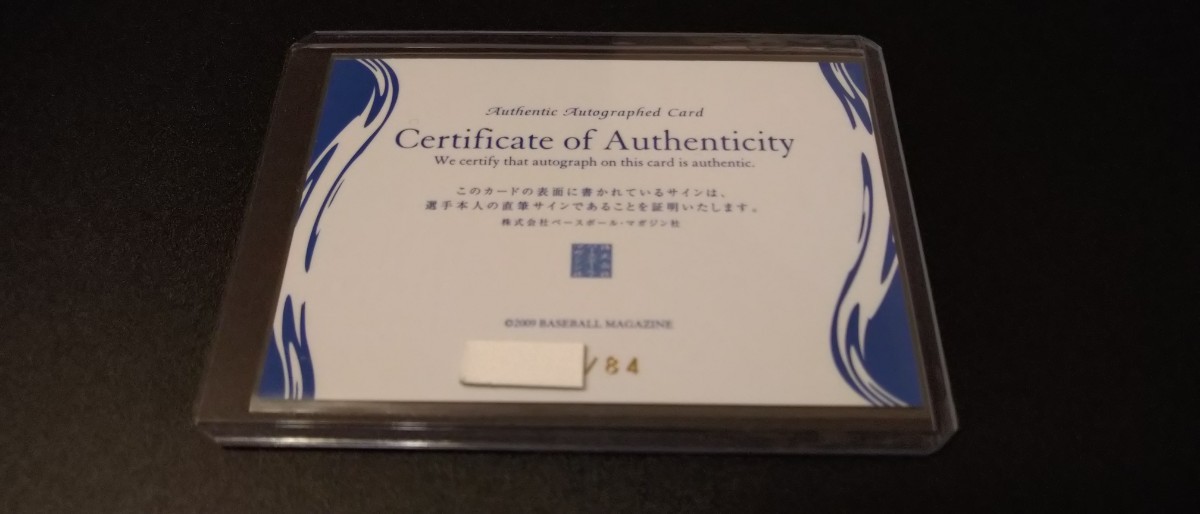 Authentic Autographed Card
Certificate of Authenticity
We certify that autograph on this card is authentic.
このカードの表面に書かれているサインは、
選手本人の直筆サインであることを証明いたします。
株式会社ベースボール・マガジン社
©2009 BASEBALL MAGAZINE
/84